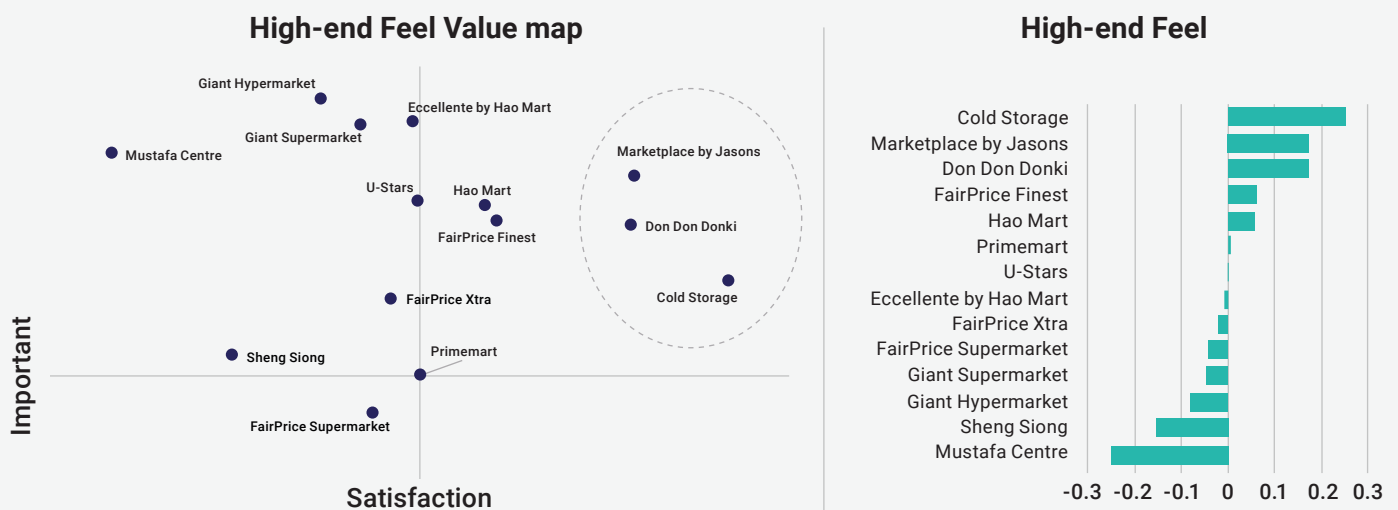 High-end Feel Value map
Giant Hypermarket
Eccellente by Hao Mart
Giant Supermarket
Mustafa Centre
Marketplace by Jasons
U-Stars
Hao Mart
Don Don Donki
FairPrice Finest
Cold Storage
FairPrice Xtra
Primemart
Sheng Siong
FairPrice Supermarket
Important
Satisfaction
High-end Feel
Cold Storage
Marketplace by Jasons
Don Don Donki
FairPrice Finest
Hao Mart
Primemart
U-Stars
Eccellente by Hao Mart
FairPrice Xtra
FairPrice Supermarket
Giant Supermarket
Giant Hypermarket
Sheng Siong
Mustafa Centre
-0.3 -0.2 -0.1 0 0.1 0.2 0.3